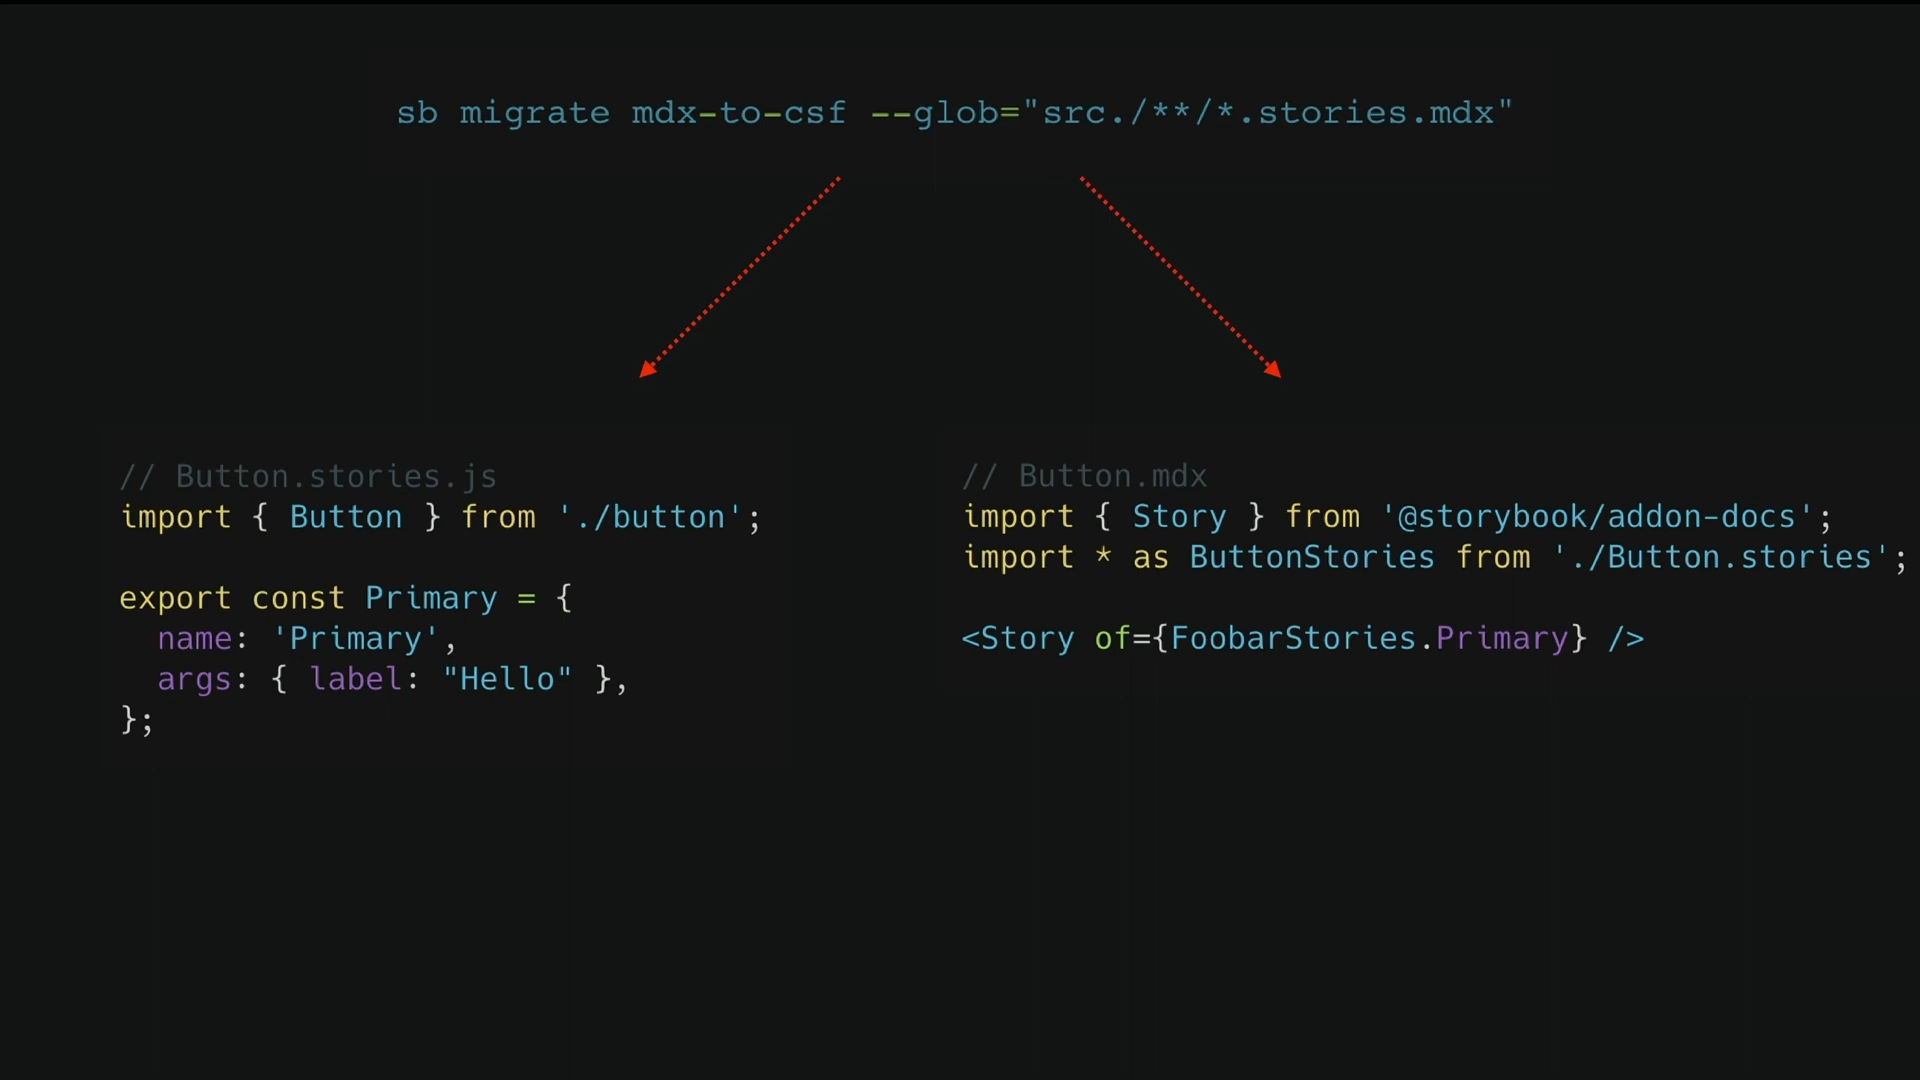 sb migrate mdx-to-csf --glob="src./**/*.stories.mdx"
// Button.stories.js
import { Button } from './button';
export const Primary = {
  name: 'Primary',
  args: { label: "Hello" },
};
// Button.mdx
import { Story } from '@storybook/addon-docs';
import * as ButtonStories from './Button.stories';
<Story of={FoobarStories.Primary} />